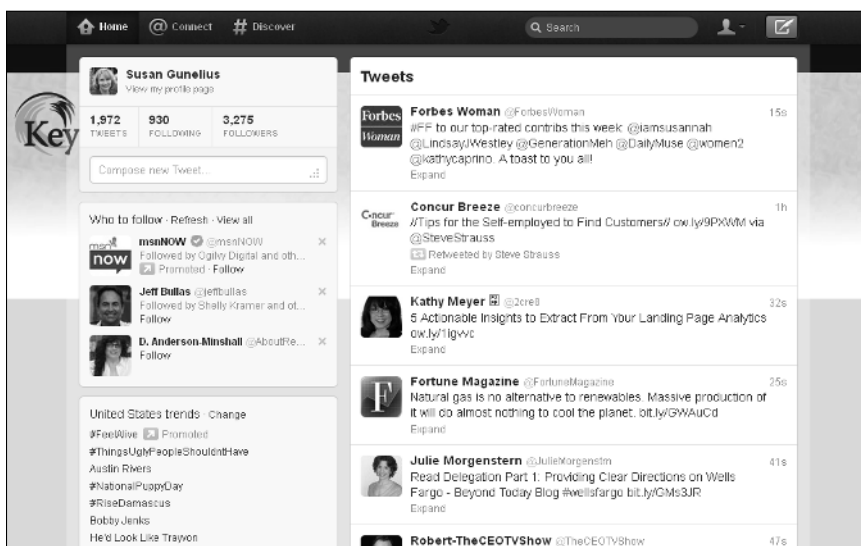 Home
Connect
Discover
Search
Susan Gunelius
View my profile page
1,972
TWEETS
930
FOLLOWING
3,275
FOLLOWERS
Compose new Tweet...
Key
Who to follow · Refresh · View all
msnNOW @msnNOW
Followed by Ogilvy Digital and oth...
Promoted · Follow
msn
now
Jeff Bullas @jeffbullas
Followed by Shelly Kramer and ot...
Follow
D. Anderson-Minshall @AboutRe...
Follow
United States trends · Change
#FeelAlive Promoted
#ThingsUglyPeopleShouldntHave
Austin Rivers
#NationalPuppyDay
#RiseDamascus
Bobby Jenks
He'd Look Like Trayvon
Tweets
Forbes
Woman
Forbes Woman @ForbesWoman 15s
#FF to our top-rated contribs this week: @iamsusannah
@LindsayJWestley @GenerationMeh @DailyMuse @women2
@kathycaprino. A toast to you all!
Expand
Concur
Breeze
Concur Breeze @concurbreeze 1h
//Tips for the Self-employed to Find Customers// ow.ly/9PXWM via
@SteveStrauss
Retweeted by Steve Strauss
Expand
Kathy Meyer @2cre8 32s
5 Actionable Insights to Extract From Your Landing Page Analytics
Expand
Fortune Magazine @FortuneMagazine 25s
Natural gas is no alternative to renewables. Massive production of
it will do almost nothing to cool the planet. bit.ly/GWAuCd
Expand
F
Julie Morgenstern @JulieMorgenstrn 41s
Read Delegation Part 1: Providing Clear Directions on Wells
Fargo - Beyond Today Blog #wellsfargo bit.ly/GMs3JR
Expand
Robert-TheCEOTVShow @TheCEOTVShow 47s